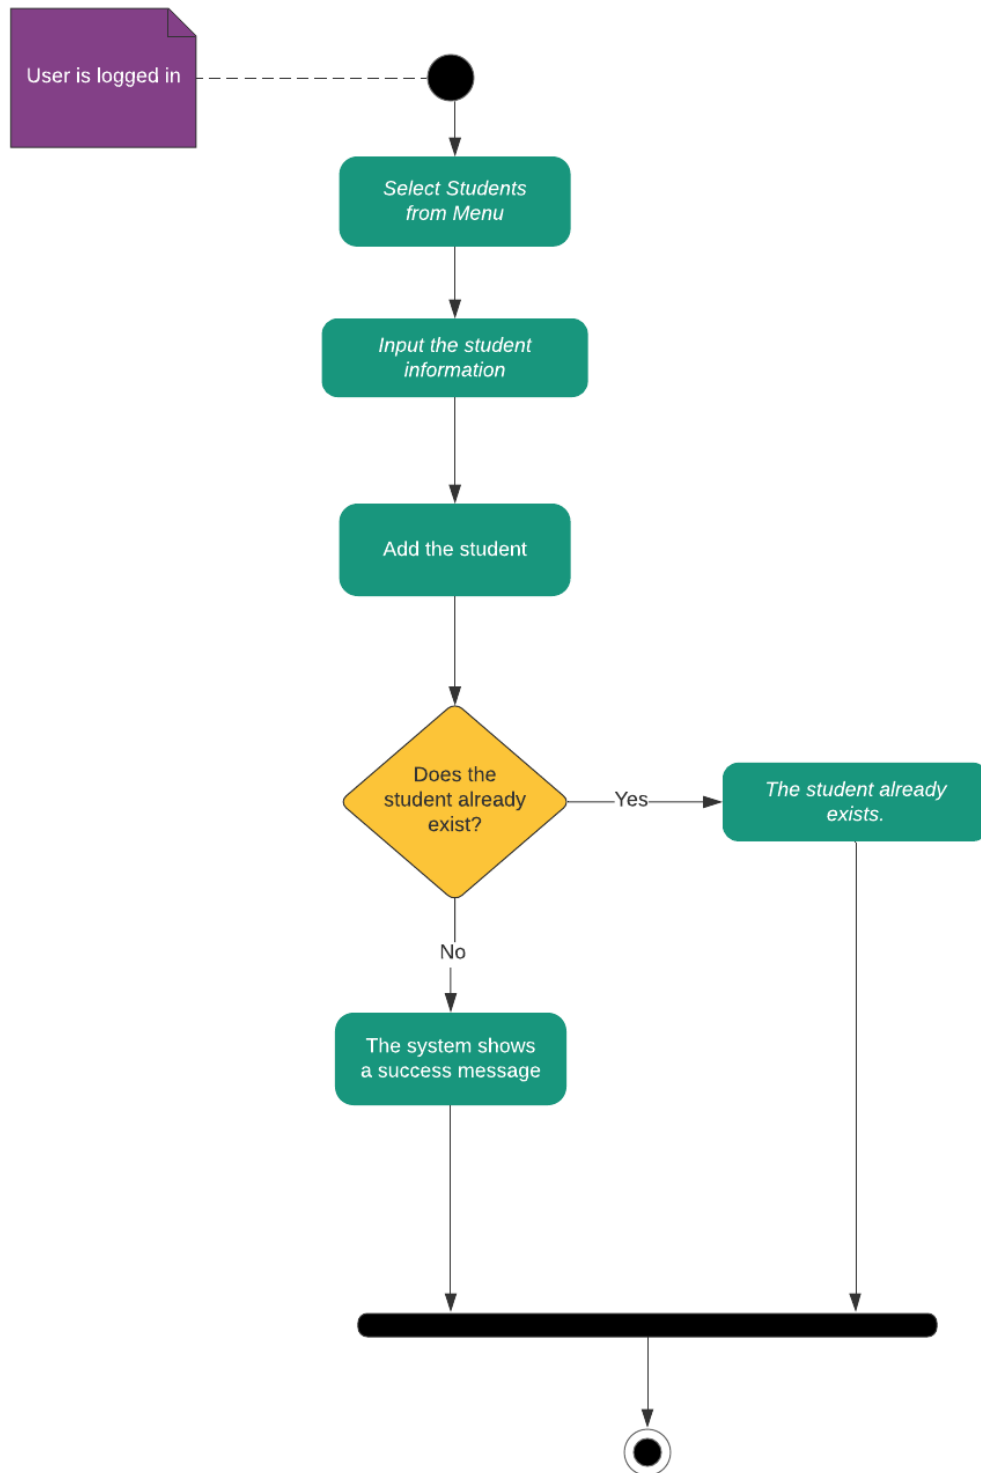 User is logged in
Select Students
from Menu
Input the student
information
Add the student
Does the
student already
exist?
Yes
The student already
exists.
No
The system shows
a success message